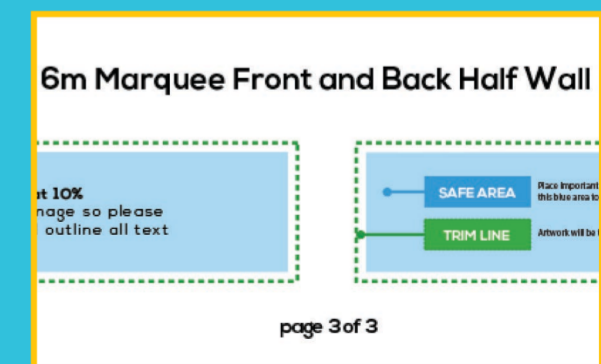 6m Marquee Front and Back Half Wall
at 10%
nage so please
outline all text
SAFE AREA
Place Important
this blue area to
TRIM LINE
Artwork will be
page 3 of 3